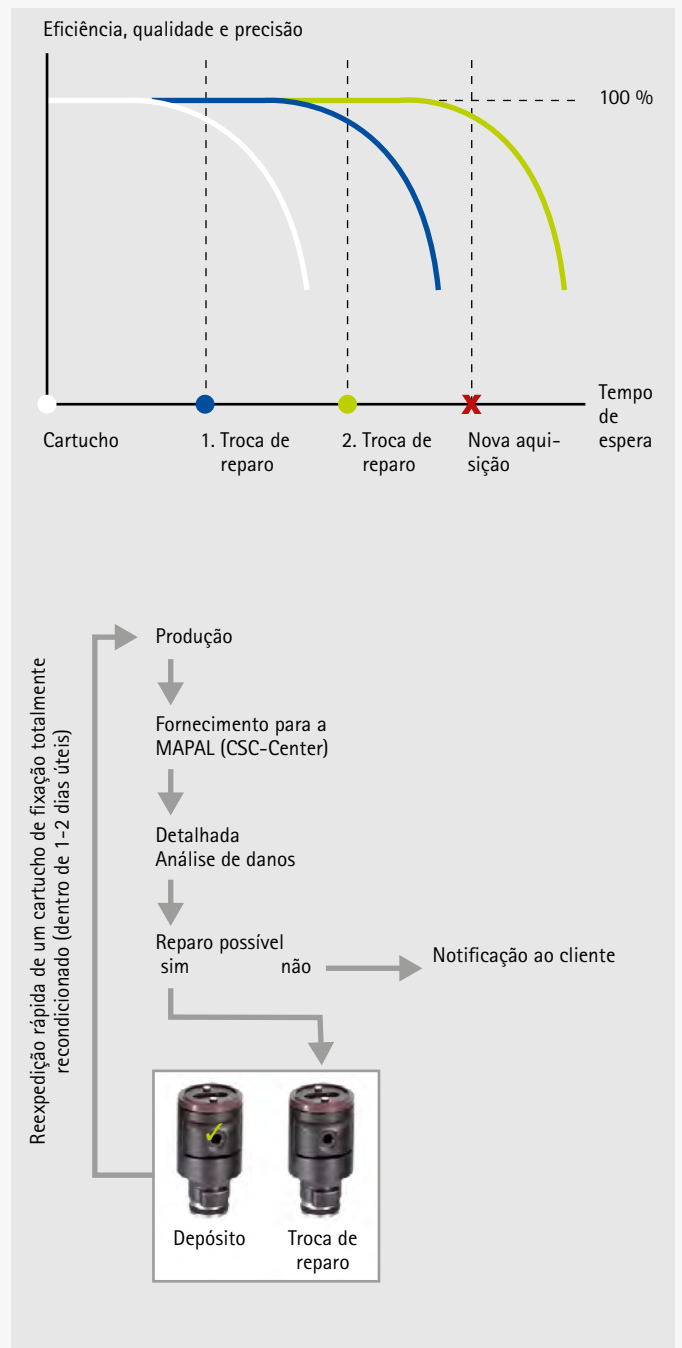 Eficiência, qualidade e precisão
100 %
Tempo
de
espera
Cartucho
1. Troca de
reparo
2. Troca de
reparo
Nova aqui-
sição
Reexpedição rápida de um cartucho de fixação totalmente
recondicionado (dentro de 1-2 dias úteis)
Produção
Fornecimento para a
MAPAL (CSC-Center)
Detalhada
Análise de danos
Reparo possível
sim não
Notificação ao cliente
Depósito
Troca de
reparo